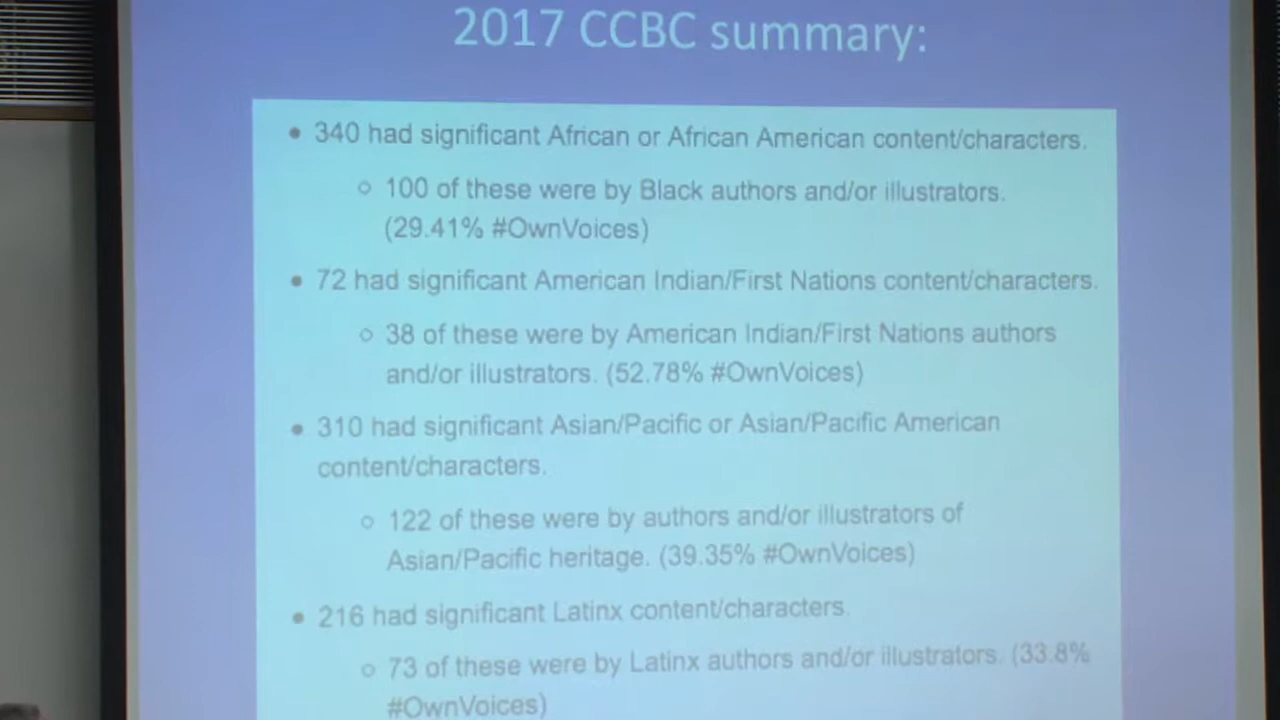 2017 CCBC summary:
• 340 had significant African or African American content/characters.
○ 100 of these were by Black authors and/or illustrators.
(29.41% #OwnVoices)
• 72 had significant American Indian/First Nations content/characters.
○ 38 of these were by American Indian/First Nations authors
and/or illustrators. (52.78% #OwnVoices)
• 310 had significant Asian/Pacific or Asian/Pacific American
content/characters.
○ 122 of these were by authors and/or illustrators of
Asian/Pacific heritage. (39.35% #OwnVoices)
• 216 had significant Latinx content/characters.
○ 73 of these were by Latinx authors and/or illustrators. (33.8%
#OwnVoices)